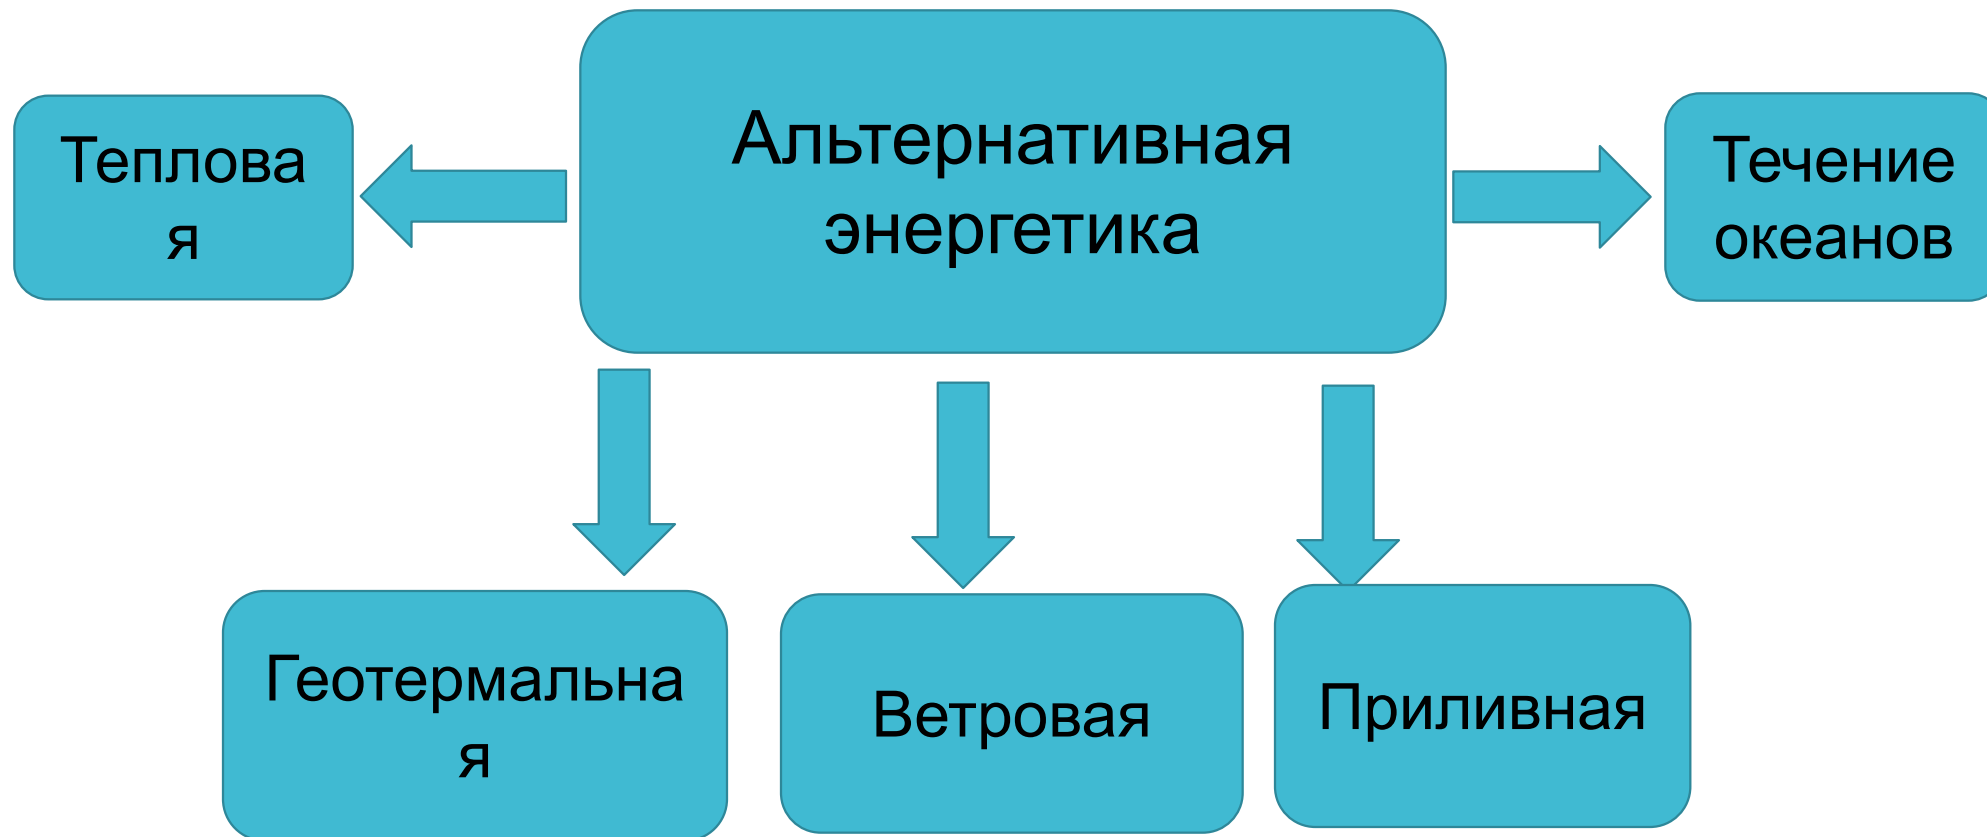 Альтернативная
энергетика
Теплова
я
Течение
океанов
Геотермальна
я
Ветровая
Приливная